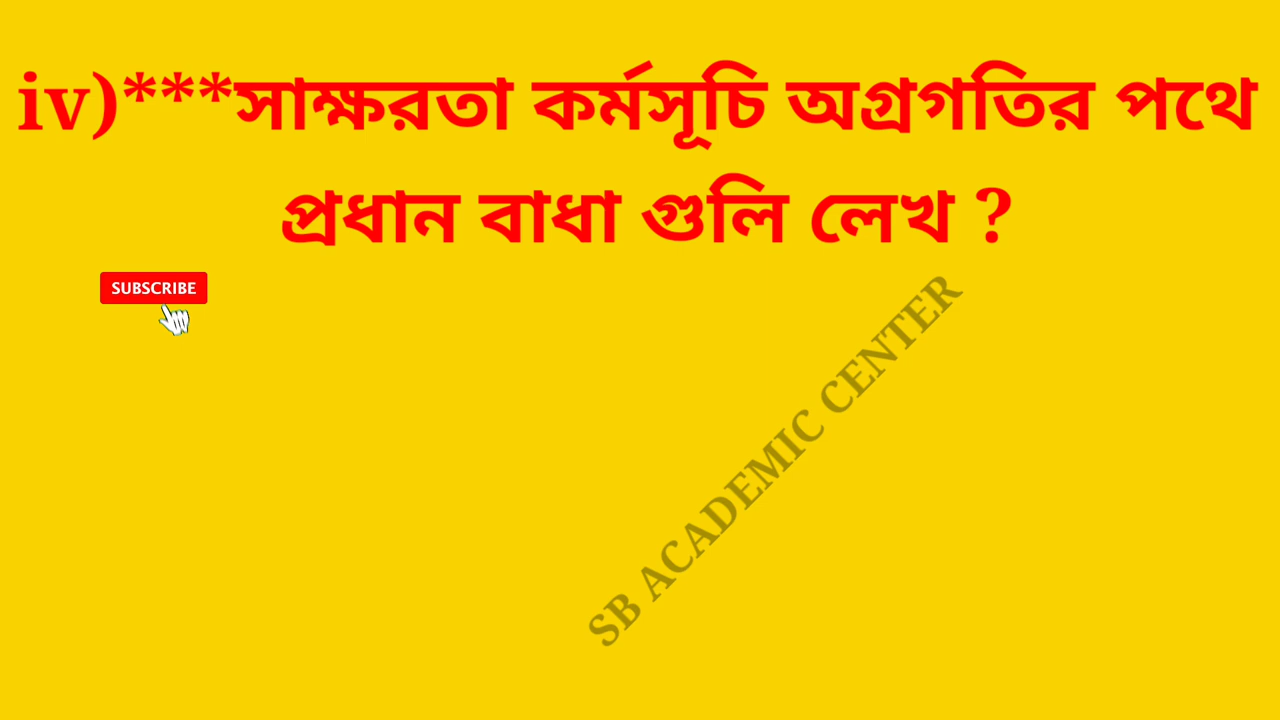 iv)***সাক্ষরতা কর্মসূচি অগ্রগতির পথে
প্রধান বাধা গুলি লেখ ?
SUBSCRIBE
SB ACADEMIC CENTER